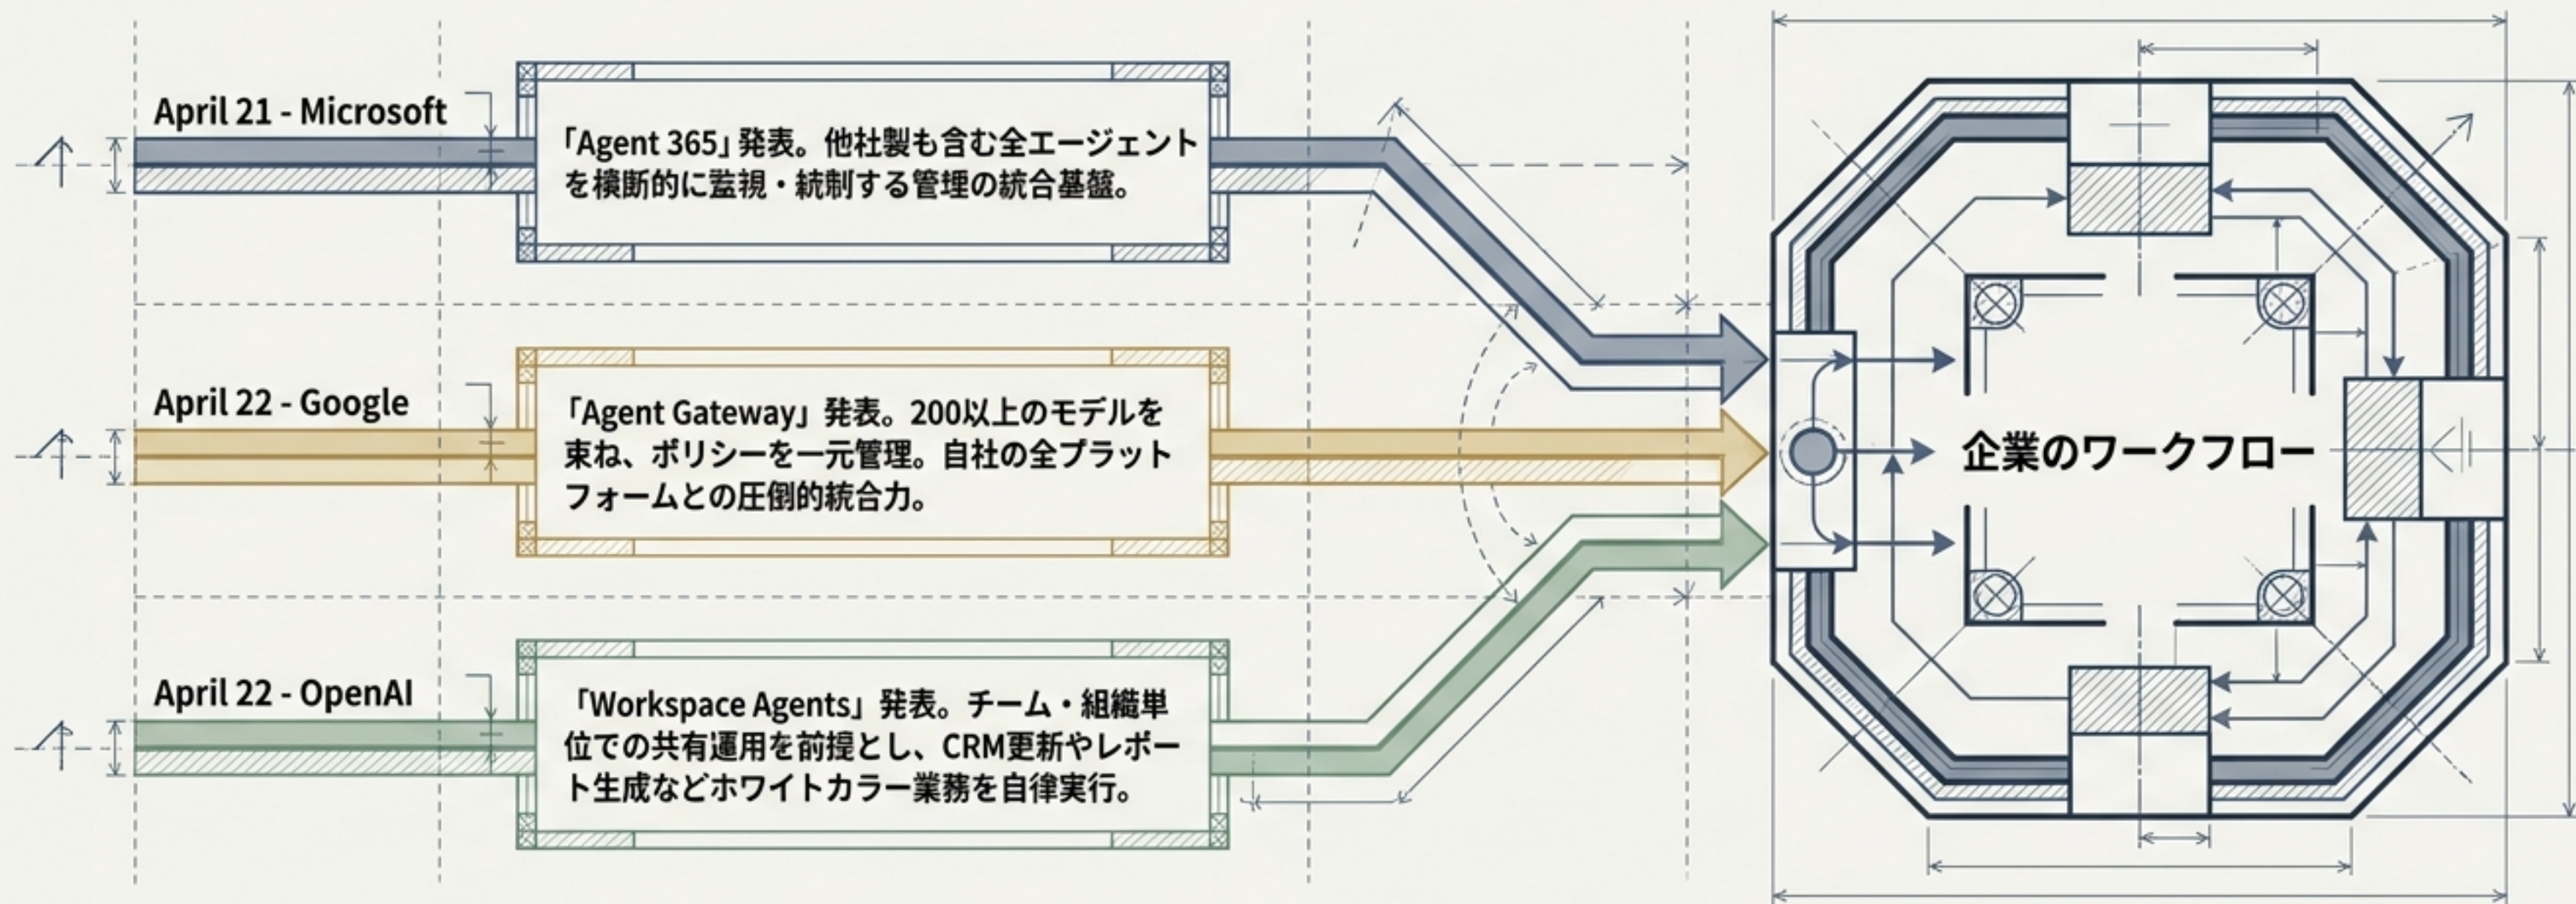 April 21 - Microsoft
「Agent 365」発表。他社製も含む全エージェント
を横断的に監視・統制する管理の統合基盤。
April 22 - Google
「Agent Gateway」発表。200以上のモデルを
束ね、ポリシーを一元管理。自社の全プラット
フォームとの圧倒的統合力。
April 22 - OpenAI
「Workspace Agents」発表。チーム・組織単
位での共有運用を前提とし、CRM更新やレポー
ト生成などホワイトカラー業務を自律実行。
企業のワークフロー